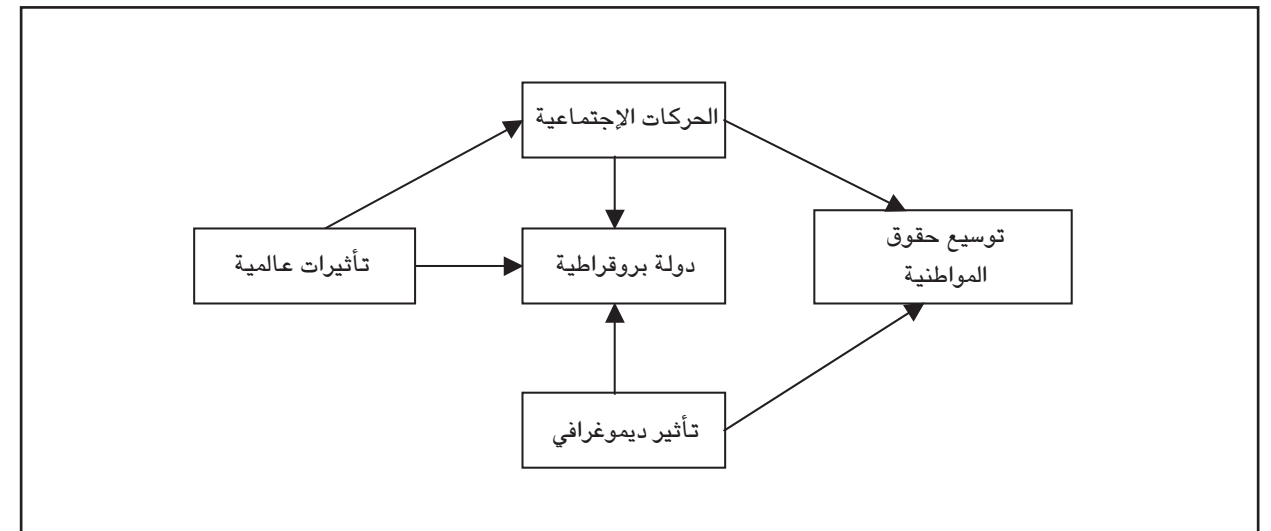 الحركات الإجتماعية
توسيع حقوق
المواطنية
دولة بروقراطية
تأثيرات عالمية
تأثير ديموغرافي